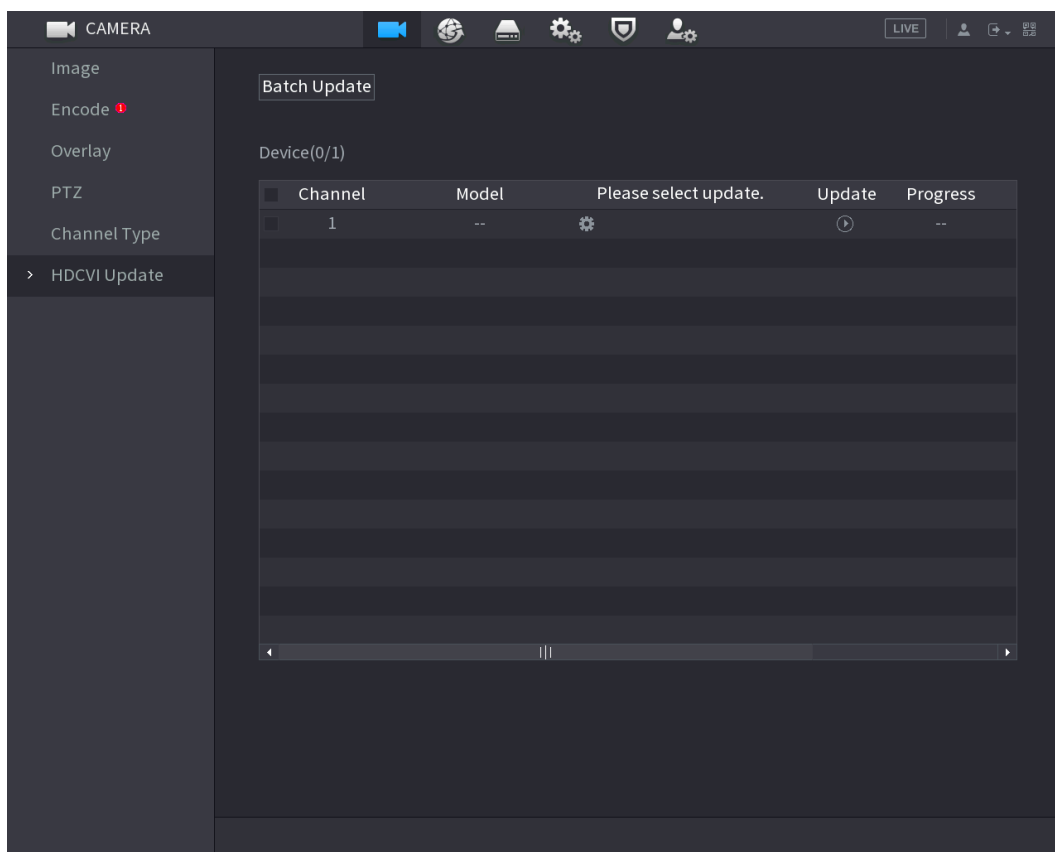 CAMERA
LIVE
Image
Encode 1
Overlay
PTZ
Channel Type
HDCVI Update
Batch Update
Device(0/1)
Channel Model Please select update. Update Progress
1 -- --